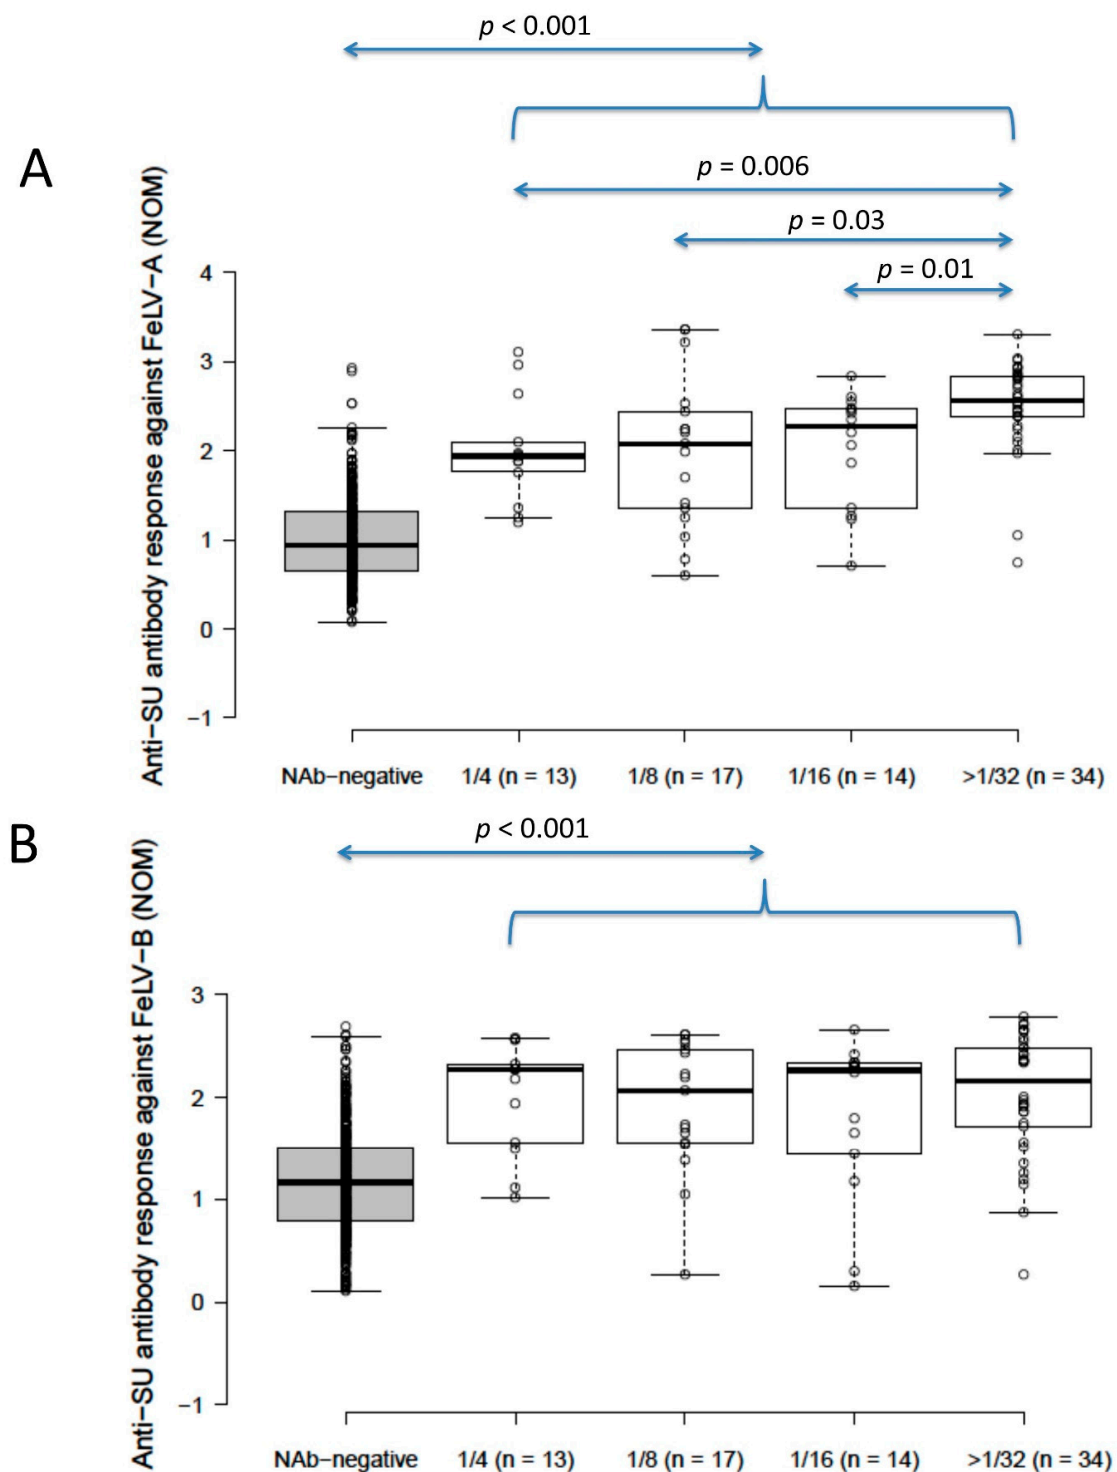 p < 0.001
A
p = 0.006
p = 0.03
p = 0.01
Anti−SU antibody response against FeLV−A (NOM)
4
3
2
1
0
−1
NAb−negative 1/4 (n = 13) 1/8 (n = 17) 1/16 (n = 14) >1/32 (n = 34)
B
p < 0.001
Anti−SU antibody response against FeLV−B (NOM)
3
2
1
0
−1
NAb−negative 1/4 (n = 13) 1/8 (n = 17) 1/16 (n = 14) >1/32 (n = 34)